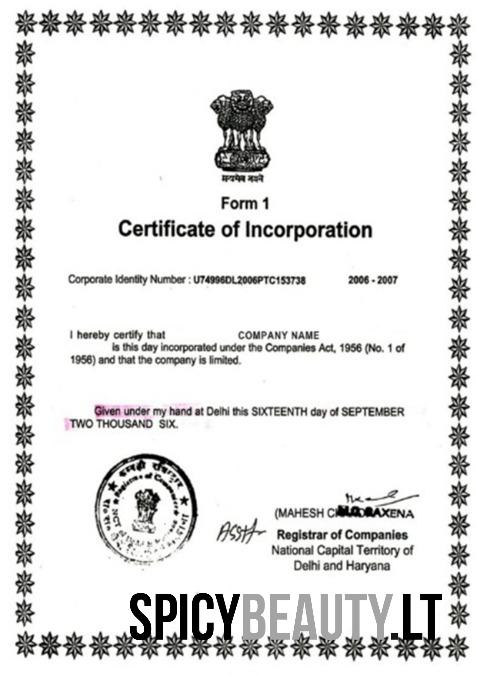 सत्यमेव जयते
Form 1
Certificate of Incorporation
Corporate Identity Number : U74996DL2006PTC153738 2006 - 2007
I hereby certify that COMPANY NAME
is this day incorporated under the Companies Act, 1956 (No. 1 of
1956) and that the company is limited.
Given under my hand at Delhi this SIXTEENTH day of SEPTEMBER
TWO THOUSAND SIX.
(MAHESH
AXENA
Registrar of Companies
National Capital Territory of
Delhi and Haryana
SPICYBEAUTY.LT